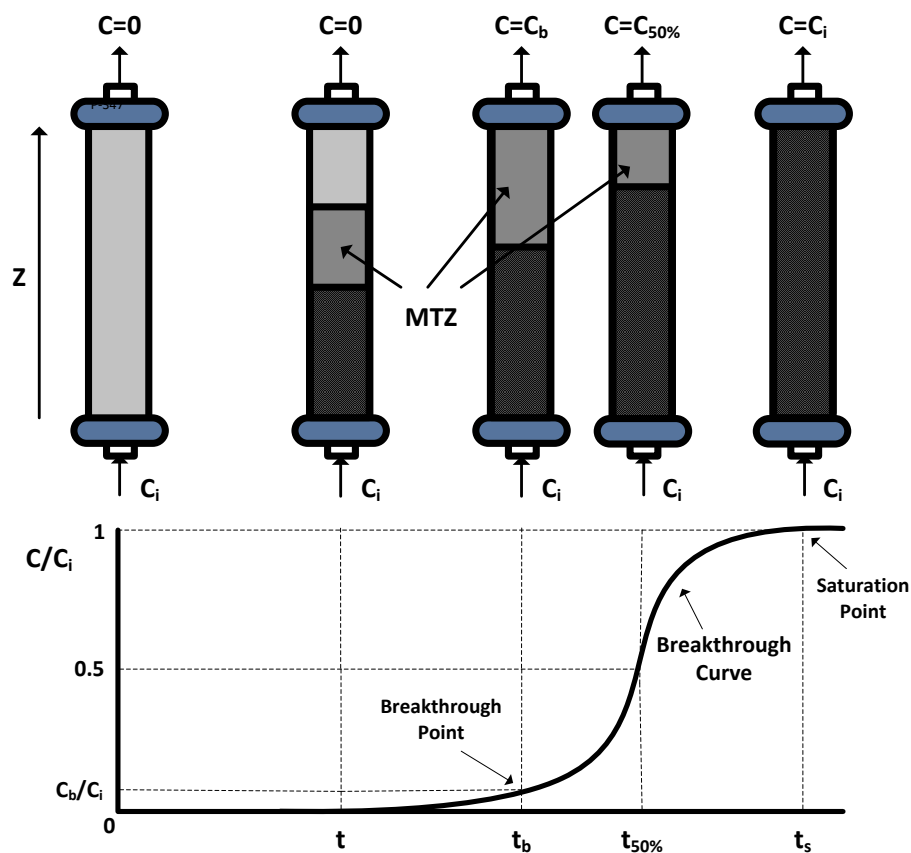 C=0
C=0
C=C_b
C=C_50%
C=C_i
Z
MTZ
C_i
C_i
C_i
C_i
C_i
1
C/C_i
Saturation
Point
Breakthrough
Curve
0.5
Breakthrough
Point
C_b/C_i
0
t
t_b
t_50%
t_s